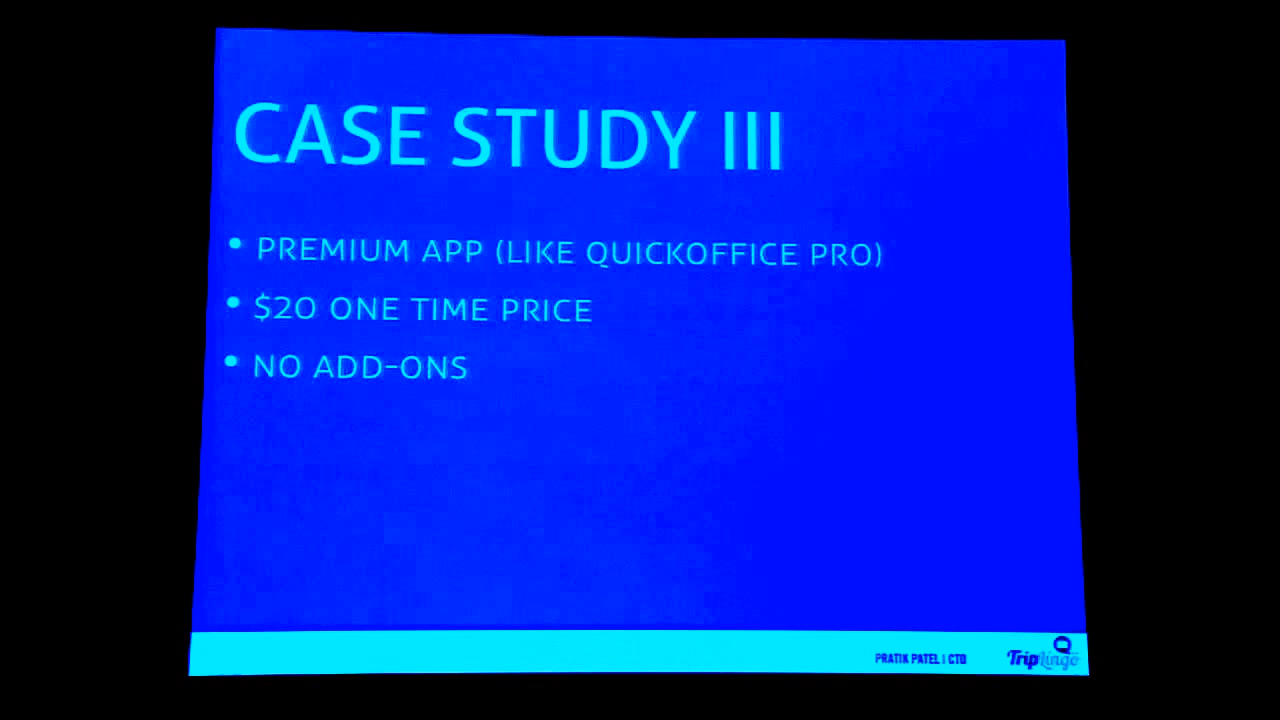 CASE STUDY III
• PREMIUM APP (LIKE QUICKOFFICE PRO)
• $20 ONE TIME PRICE
• NO ADD-ONS
PRATIK PATEL | CTO
TripLingo